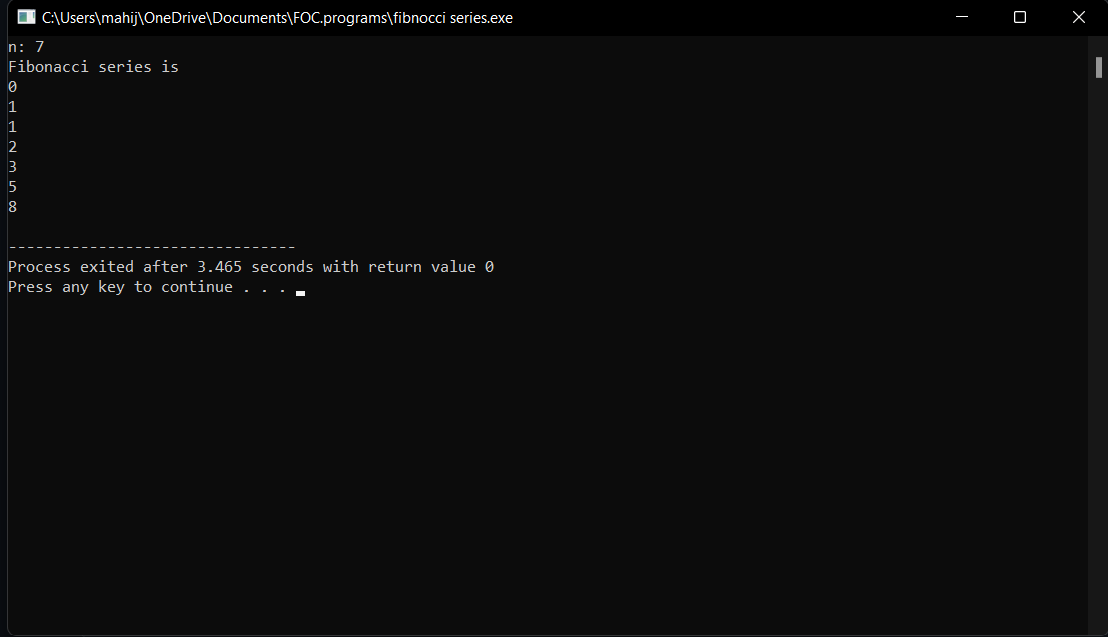 C:\Users\mahij\OneDrive\Documents\FOC.programs\fibnocci series.exe
n: 7
Fibonacci series is
0
1
1
2
3
5
8
--------------------------------
Process exited after 3.465 seconds with return value 0
Press any key to continue . . .